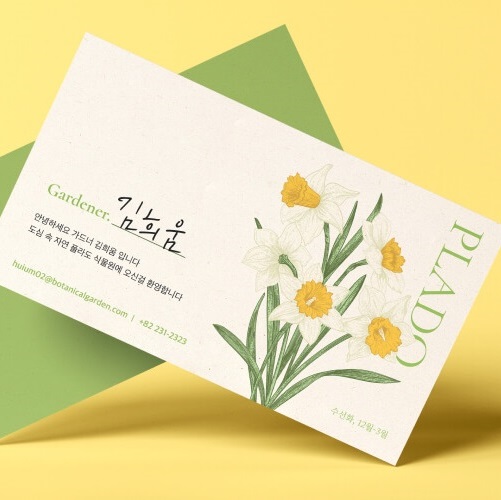 Gardener. 김희움
안녕하세요 가드너 김희움 입니다
도심 속 자연 플라도 식물원에 오신걸 환영합니다
huium02@botanicalgarden.com | +82 231-2323
PLADO
수선화, 12월-3월